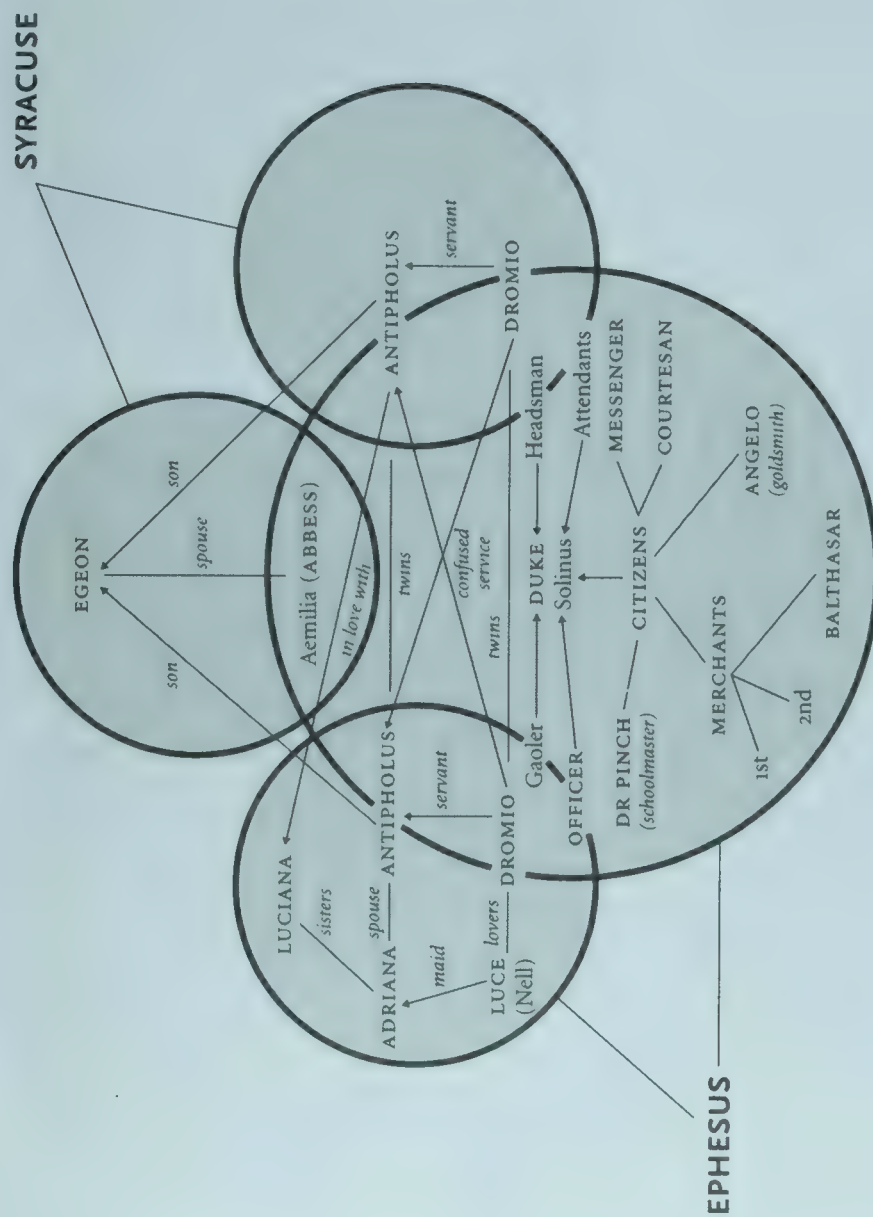 SYRACUSE
EGEON
son
spouse
son
Aemilia (ABBESS)
LUCIANA
in love with
sisters
ADRIANA
spouse
ANTIPHOLUS
twins
ANTIPHOLUS
maid
servant
confused
service
servant
LUCE
(Nell)
lovers
DROMIO
twins
DROMIO
Gaoler
DUKE
Solinus
Headsman
OFFICER
Attendants
DR PINCH
(schoolmaster)
CITIZENS
MESSENGER
COURTESAN
MERCHANTS
ANGELO
(goldsmith)
1st
2nd
BALTHASAR
EPHESUS